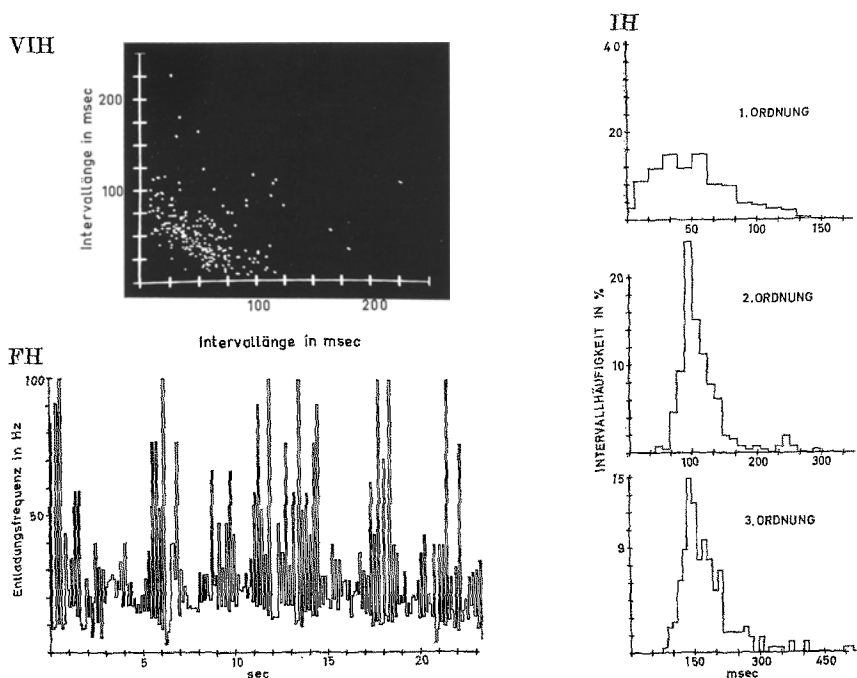 VIH
Intervallänge in msec
200
100
100
200
Intervallänge in msec
FH
Entladungsfrequenz in Hz
100
50
5
10
15
20
sec
IH
40
20
1. ORDNUNG
50
100
150
INTERVALLHÄUFIGKEIT IN %
20
10
2. ORDNUNG
100
200
300
15
9
3. ORDNUNG
150
300
450
msec